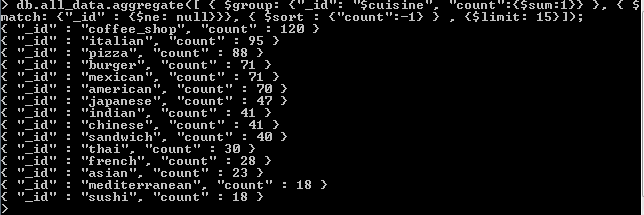 > db.all_data.aggregate([ { $group: {"_id": "$cuisine", "count":{$sum:1}} }, { $
match: {"_id" : {$ne: null}}}, { $sort : {"count":-1} } , {$limit: 15}]);
{ "_id" : "coffee_shop", "count" : 120 }
{ "_id" : "italian", "count" : 95 }
{ "_id" : "pizza", "count" : 88 }
{ "_id" : "burger", "count" : 71 }
{ "_id" : "mexican", "count" : 71 }
{ "_id" : "american", "count" : 70 }
{ "_id" : "japanese", "count" : 47 }
{ "_id" : "indian", "count" : 41 }
{ "_id" : "chinese", "count" : 41 }
{ "_id" : "sandwich", "count" : 40 }
{ "_id" : "thai", "count" : 30 }
{ "_id" : "french", "count" : 28 }
{ "_id" : "asian", "count" : 23 }
{ "_id" : "mediterranean", "count" : 18 }
{ "_id" : "sushi", "count" : 18 }
>